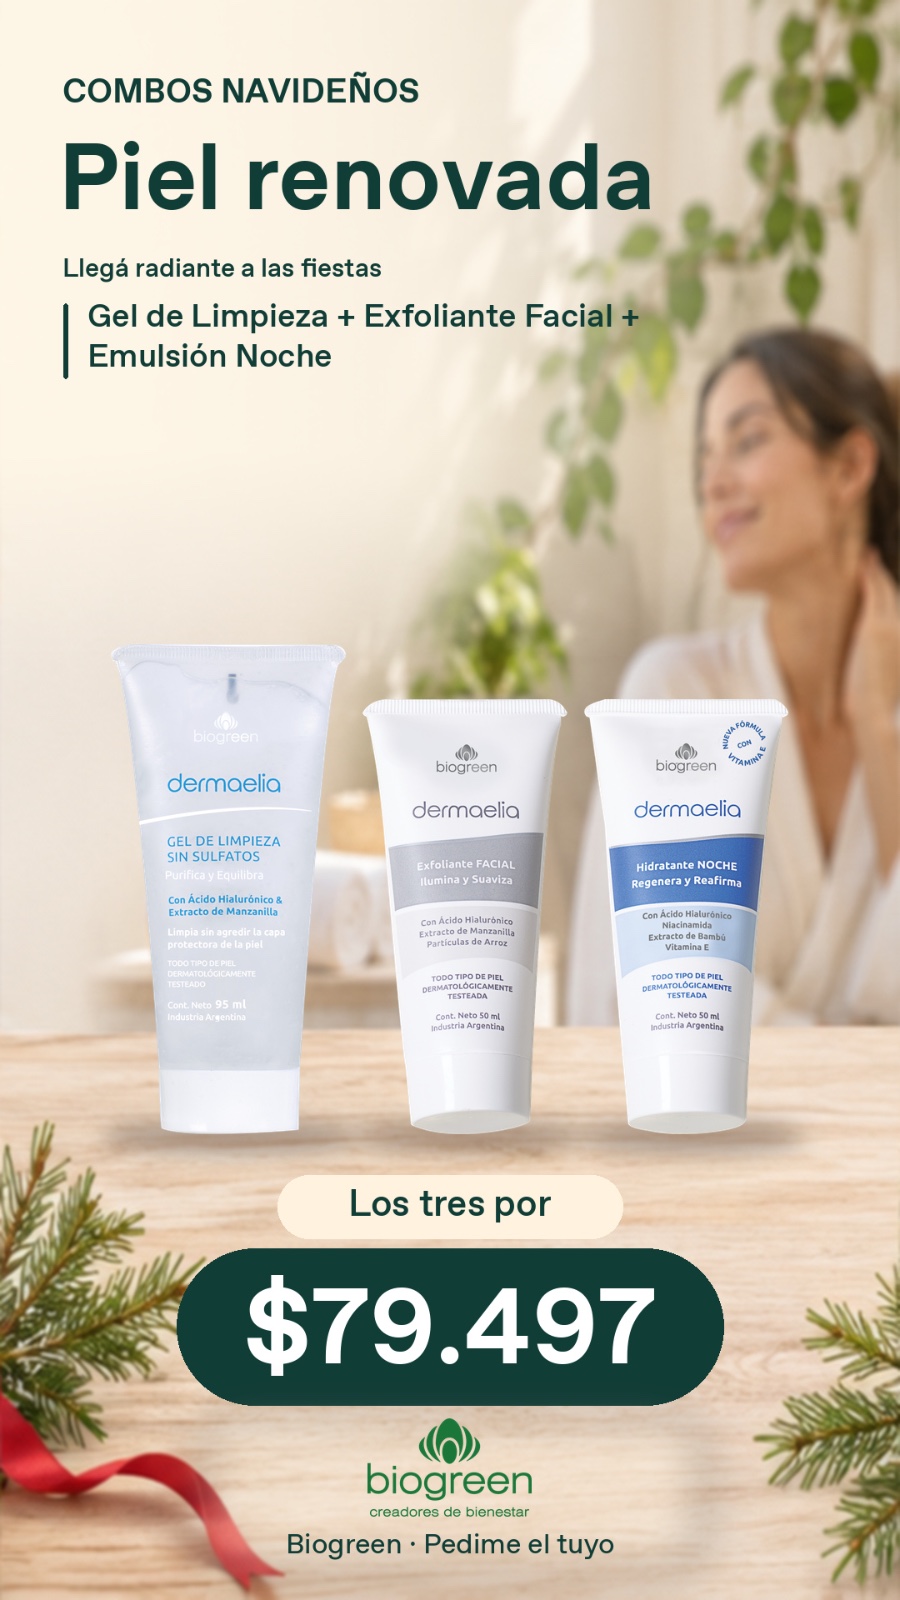 COMBOS NAVIDEÑOS
Piel renovada
Llegá radiante a las fiestas
Gel de Limpieza + Exfoliante Facial +
Emulsión Noche
biogreen
dermaelia
GEL DE LIMPIEZA
SIN SULFATOS
Purifica y Equilibra
Con Ácido Hialurónico &
Extracto de Manzanilla
Limpia sin agredir la capa
protectora de la piel
TODO TIPO DE PIEL
DERMATOLÓGICAMENTE
TESTEADO
Cont. Neto 95 ml
Industria Argentina
biogreen
dermaelia
Exfoliante FACIAL
Ilumina y Suaviza
Con Ácido Hialurónico
Extracto de Manzanilla
Partículas de Arroz
TODO TIPO DE PIEL
DERMATOLÓGICAMENTE
TESTEADA
Cont. Neto 50 ml
Industria Argentina
NUEVA FÓRMULA
CON
VITAMINA E
biogreen
dermaelia
Hidratante NOCHE
Regenera y Reafirma
Con Ácido Hialurónico
Niacinamida
Extracto de Bambú
Vitamina E
TODO TIPO DE PIEL
DERMATOLÓGICAMENTE
TESTEADA
Cont. Neto 50 ml
Industria Argentina
Los tres por
$79.497
biogreen
creadores de bienestar
Biogreen · Pedime el tuyo